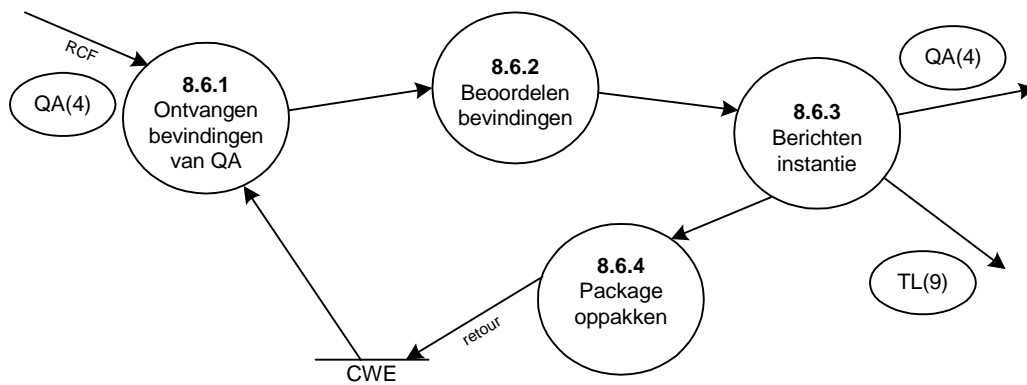 RCF
QA(4)
8.6.1
Ontvangen
bevindingen
van QA
8.6.2
Beoordelen
bevindingen
8.6.3
Berichten
instantie
QA(4)
TL(9)
8.6.4
Package
oppakken
retour
CWE